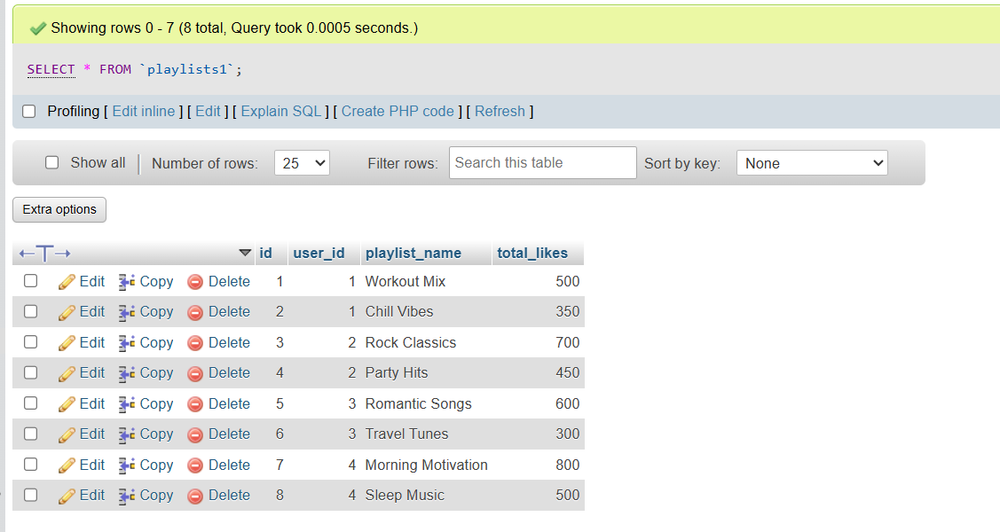 Showing rows 0 - 7 (8 total, Query took 0.0005 seconds.)
SELECT * FROM `playlists1`;
Profiling [ Edit inline ] [ Edit ] [ Explain SQL ] [ Create PHP code ] [ Refresh ]
Show all | Number of rows: 25 Filter rows: Search this table Sort by key: None
Extra options
id user_id playlist_name total_likes
Edit Copy Delete 1 1 Workout Mix 500
Edit Copy Delete 2 1 Chill Vibes 350
Edit Copy Delete 3 2 Rock Classics 700
Edit Copy Delete 4 2 Party Hits 450
Edit Copy Delete 5 3 Romantic Songs 600
Edit Copy Delete 6 3 Travel Tunes 300
Edit Copy Delete 7 4 Morning Motivation 800
Edit Copy Delete 8 4 Sleep Music 500